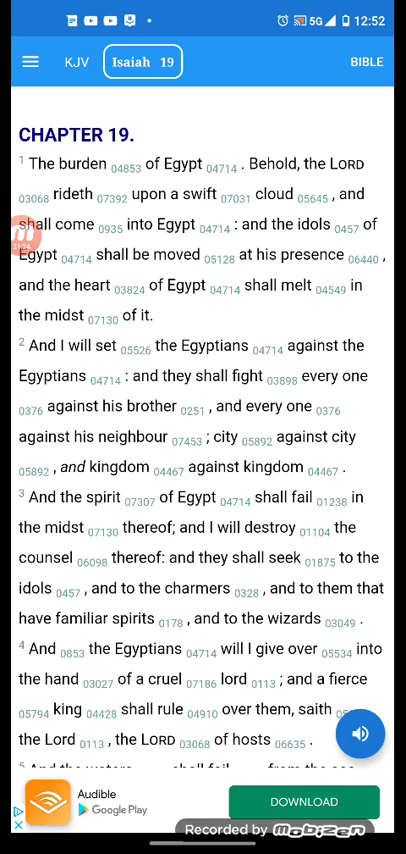 5G 12:52
KJV Isaiah 19 BIBLE
CHAPTER 19.
1 The burden 04853 of Egypt 04714 . Behold, the LORD
03068 rideth 07392 upon a swift 07031 cloud 05645 , and
shall come 0935 into Egypt 04714 : and the idols 0457 of
Egypt 04714 shall be moved 05128 at his presence 06440 ,
and the heart 03824 of Egypt 04714 shall melt 04549 in
the midst 07130 of it.
2 And I will set 05526 the Egyptians 04714 against the
Egyptians 04714 : and they shall fight 03898 every one
0376 against his brother 0251 , and every one 0376
against his neighbour 07453 ; city 05892 against city
05892 , and kingdom 04467 against kingdom 04467 .
3 And the spirit 07307 of Egypt 04714 shall fail 01238 in
the midst 07130 thereof; and I will destroy 01104 the
counsel 06098 thereof: and they shall seek 01875 to the
idols 0457 , and to the charmers 0328 , and to them that
have familiar spirits 0178 , and to the wizards 03049 .
4 And 0853 the Egyptians 04714 will I give over 05534 into
the hand 03027 of a cruel 07186 lord 0113 ; and a fierce
05794 king 04428 shall rule 04910 over them, saith
the Lord 0113 , the LORD 03068 of hosts 06635 .
5 And the waters shall fail from the sea
Audible
Google Play
DOWNLOAD
Recorded by mobizen